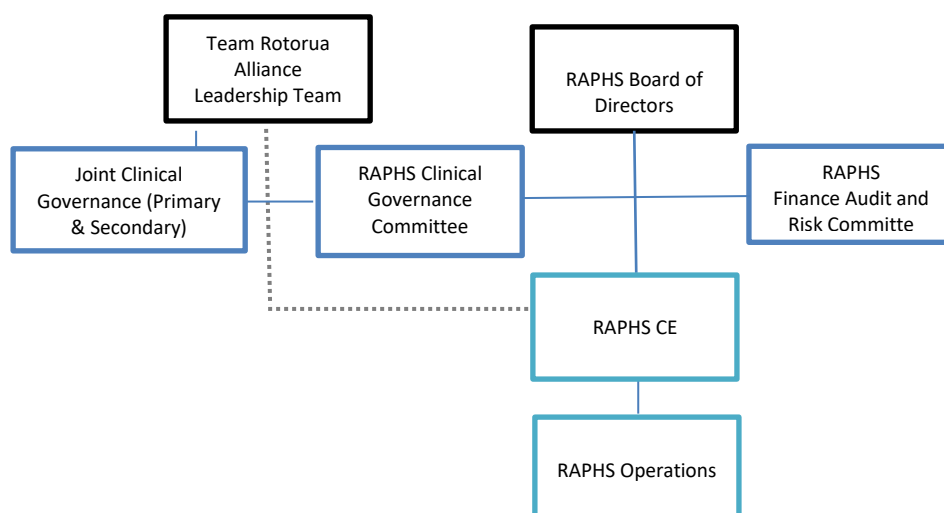 Team Rotorua
Alliance
Leadership Team
RAPHS Board of
Directors
Joint Clinical
Governance (Primary
& Secondary)
RAPHS Clinical
Governance
Committee
RAPHS
Finance Audit and
Risk Committe
RAPHS CE
RAPHS Operations